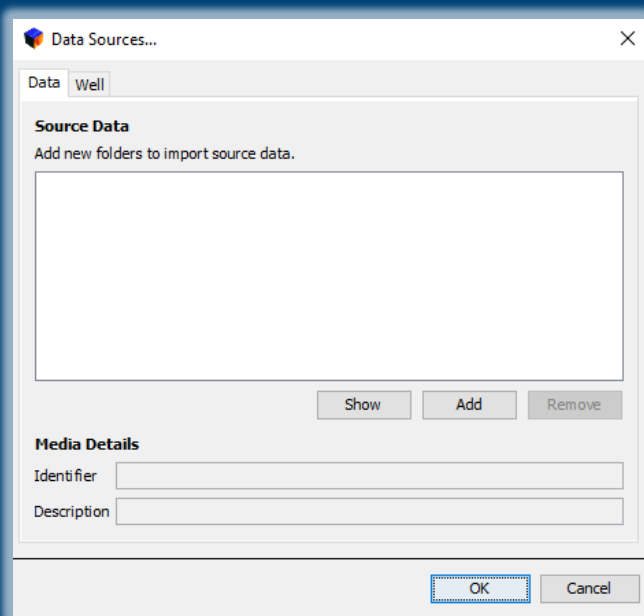 Data Sources...
Data Well
Source Data
Add new folders to import source data.
Show Add Remove
Media Details
Identifier
Description
OK Cancel